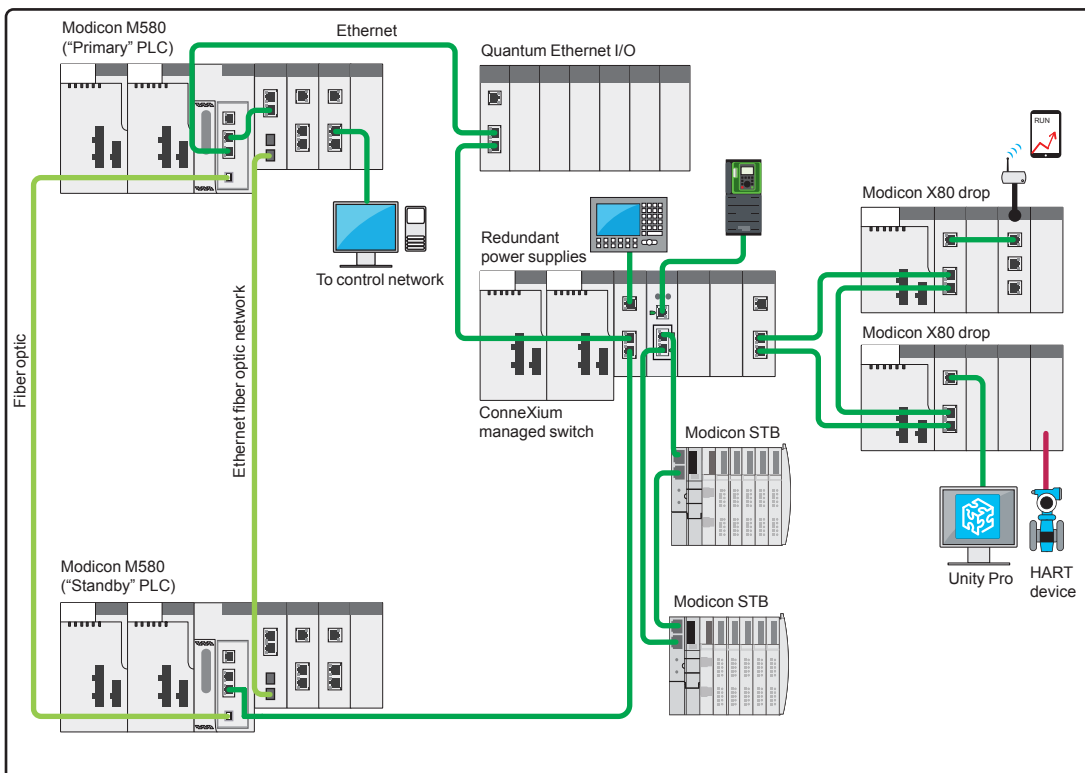 Modicon M580
(“Primary” PLC)
Ethernet
Quantum Ethernet I/O
RUN
Modicon X80 drop
Redundant
power supplies
To control network
Fiber optic
Ethernet fiber optic network
Modicon X80 drop
ConneXium
managed switch
Modicon STB
Unity Pro
HART
device
Modicon M580
(“Standby” PLC)
Modicon STB